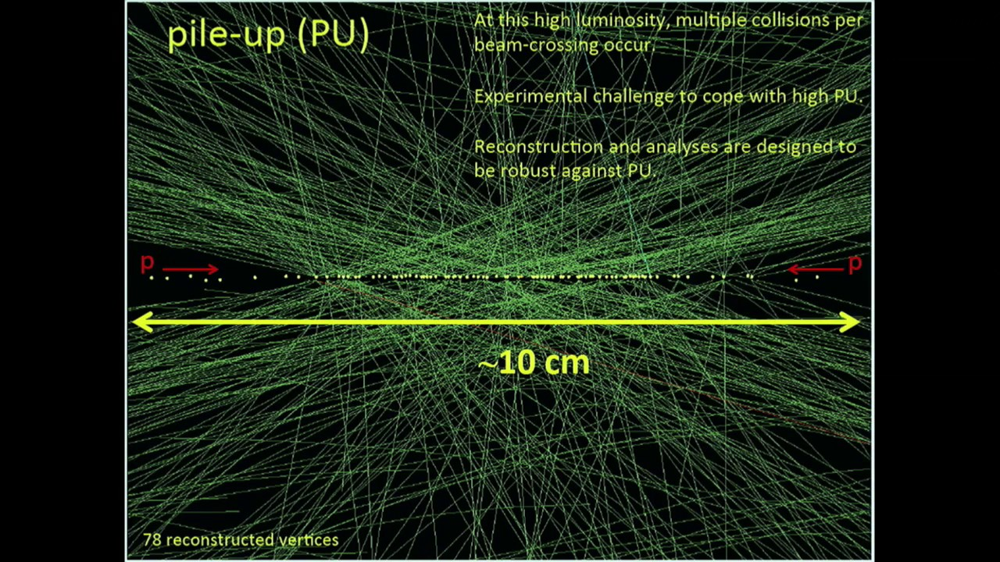 pile-up (PU)
At this high luminosity, multiple collisions per
beam-crossing occur.
Experimental challenge to cope with high PU.
Reconstruction and analyses are designed to
be robust against PU.
p
p
~10 cm
78 reconstructed vertices